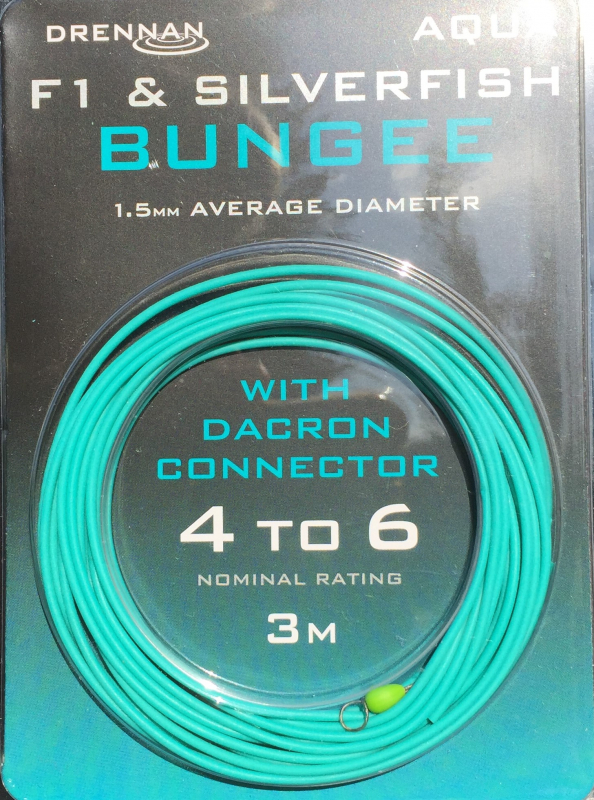 DRENNAN
AQUA
F1 & SILVERFISH
BUNGEE
1.5MM AVERAGE DIAMETER
WITH
DACRON
CONNECTOR
4 TO 6
NOMINAL RATING
3M